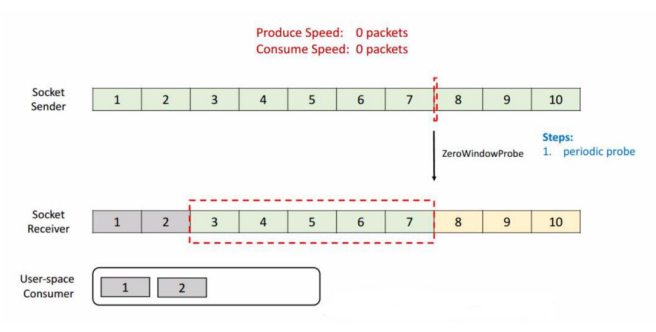 Produce Speed: 0 packets
Consume Speed: 0 packets
Socket
Sender
1 2 3 4 5 6 7 8 9 10
Steps:
1. periodic probe
ZeroWindowProbe
Socket
Receiver
1 2 3 4 5 6 7 8 9 10
User-space
Consumer
1 2